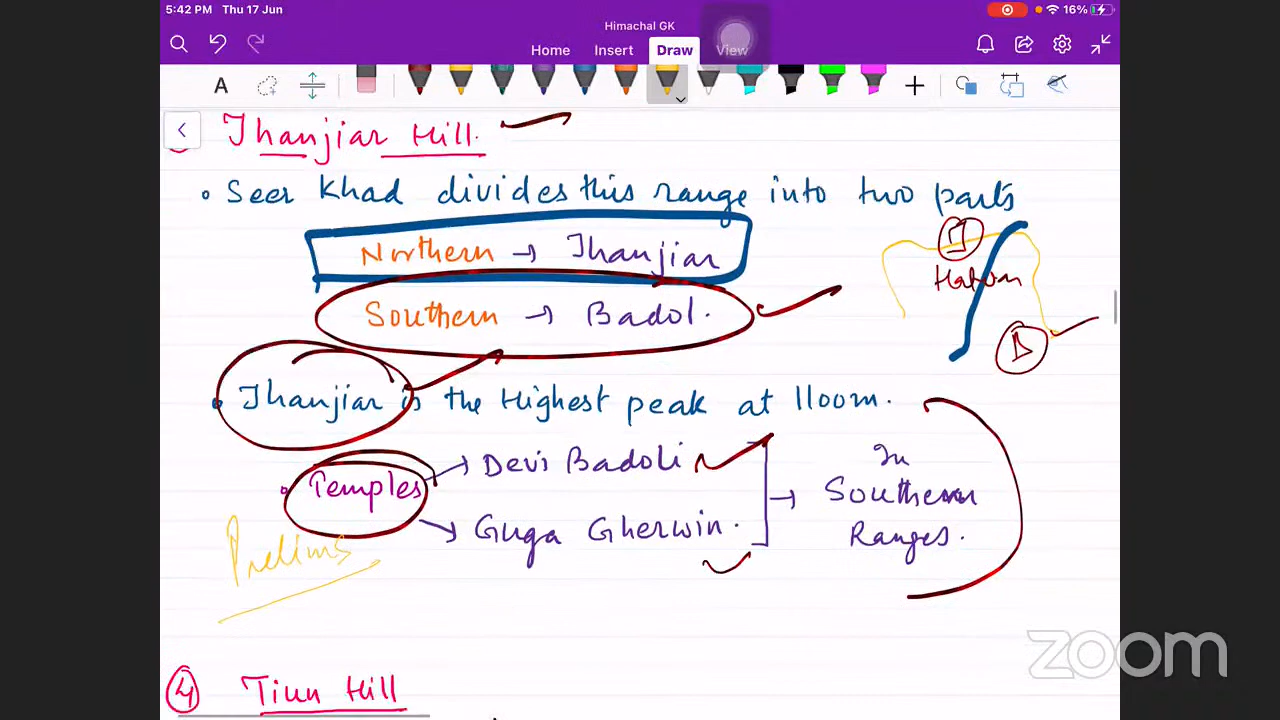 5:42 PM Thu 17 Jun
16%
Himachal GK
Home Insert Draw View
A
Jhanjiar Hill.
• Seer Khad divides this range into two parts
Northern → Jhanjiar
J
Southern → Badol.
B
• Jhanjiar is the Highest peak at 1100m.
• Temples → Devi Badoli
→ Guga Gherwin.
→ In
Southern
Ranges.
Prelims
4 Tiun Hill
zoom